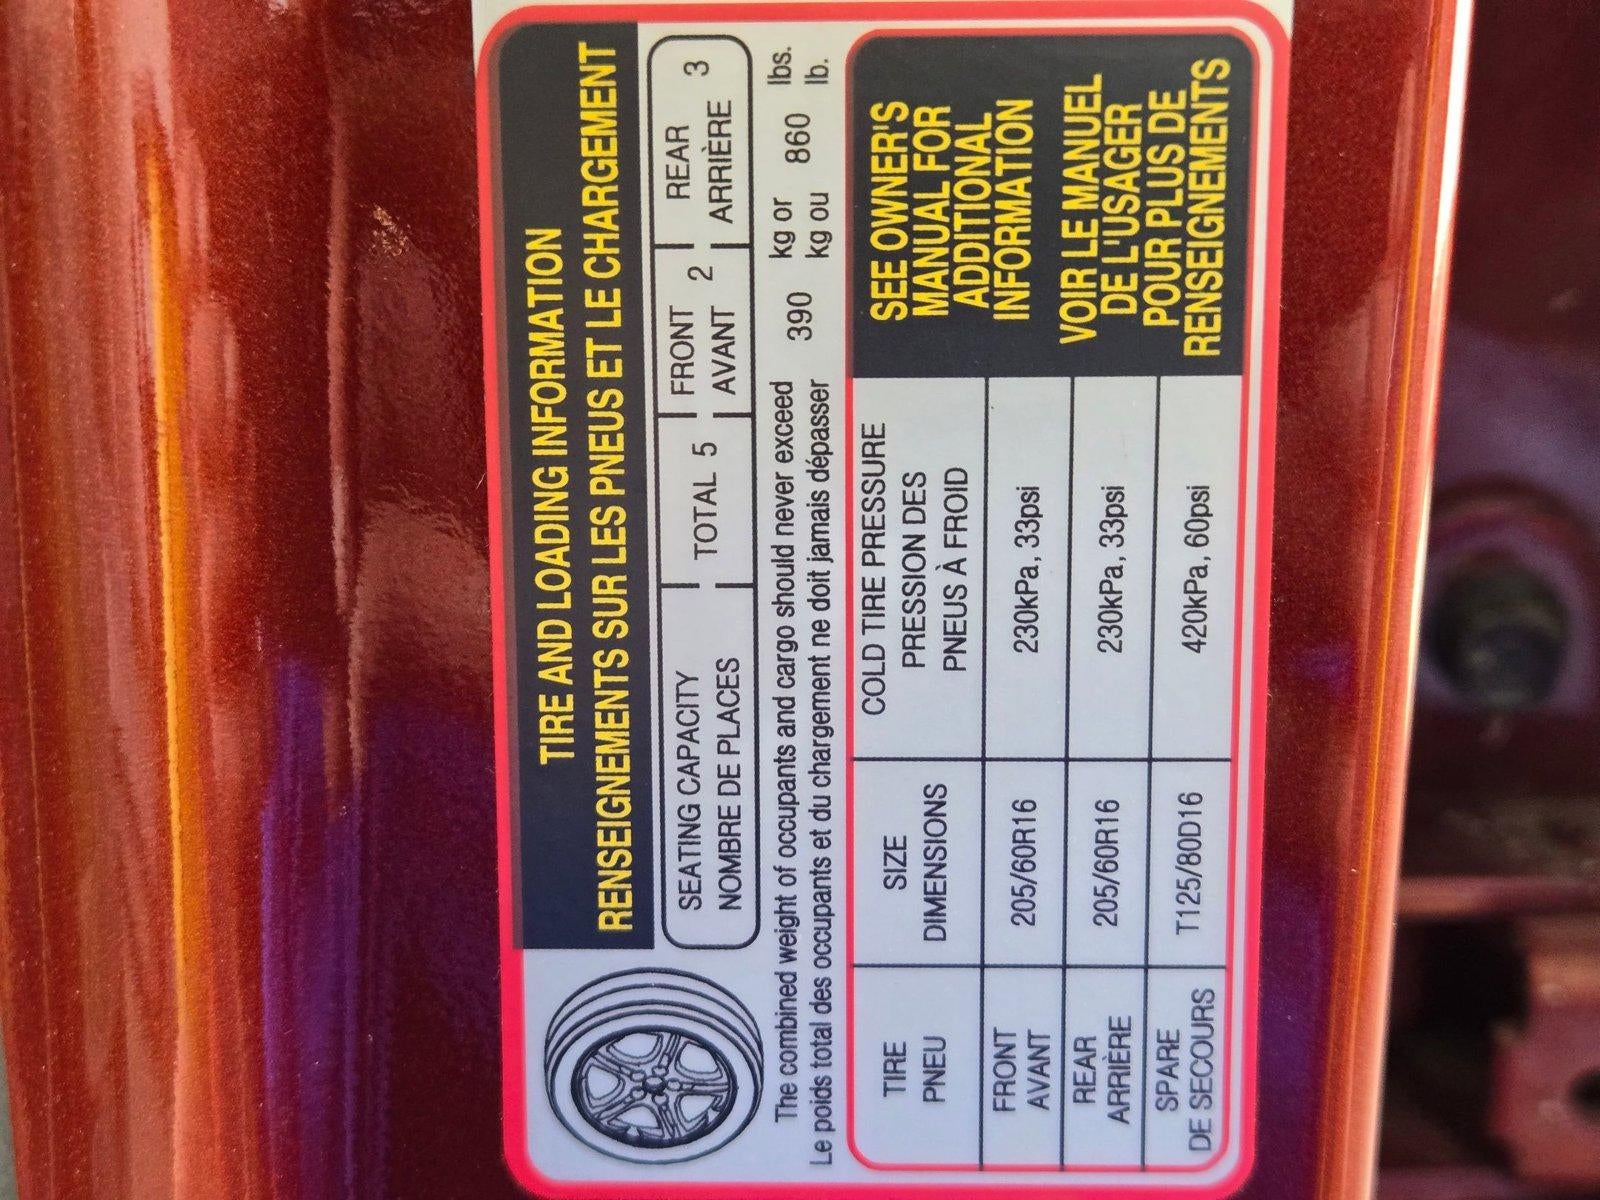 TIRE AND LOADING INFORMATION
RENSEIGNEMENTS SUR LES PNEUS ET LE CHARGEMENT
SEATING CAPACITY
NOMBRE DE PLACES
TOTAL 5
FRONT
AVANT 2
REAR
ARRIÈRE 3
The combined weight of occupants and cargo should never exceed 390 kg or 860 lbs.
Le poids total des occupants et du chargement ne doit jamais dépasser kg ou lb.
TIRE
PNEU
SIZE
DIMENSIONS
COLD TIRE PRESSURE
PRESSION DES
PNEUS À FROID
FRONT
AVANT
205/60R16
230kPa, 33psi
REAR
ARRIÈRE
205/60R16
230kPa, 33psi
SPARE
DE SECOURS
T125/80D16
420kPa, 60psi
SEE OWNER'S
MANUAL FOR
ADDITIONAL
INFORMATION
VOIR LE MANUEL
DE L'USAGER
POUR PLUS DE
RENSEIGNEMENTS